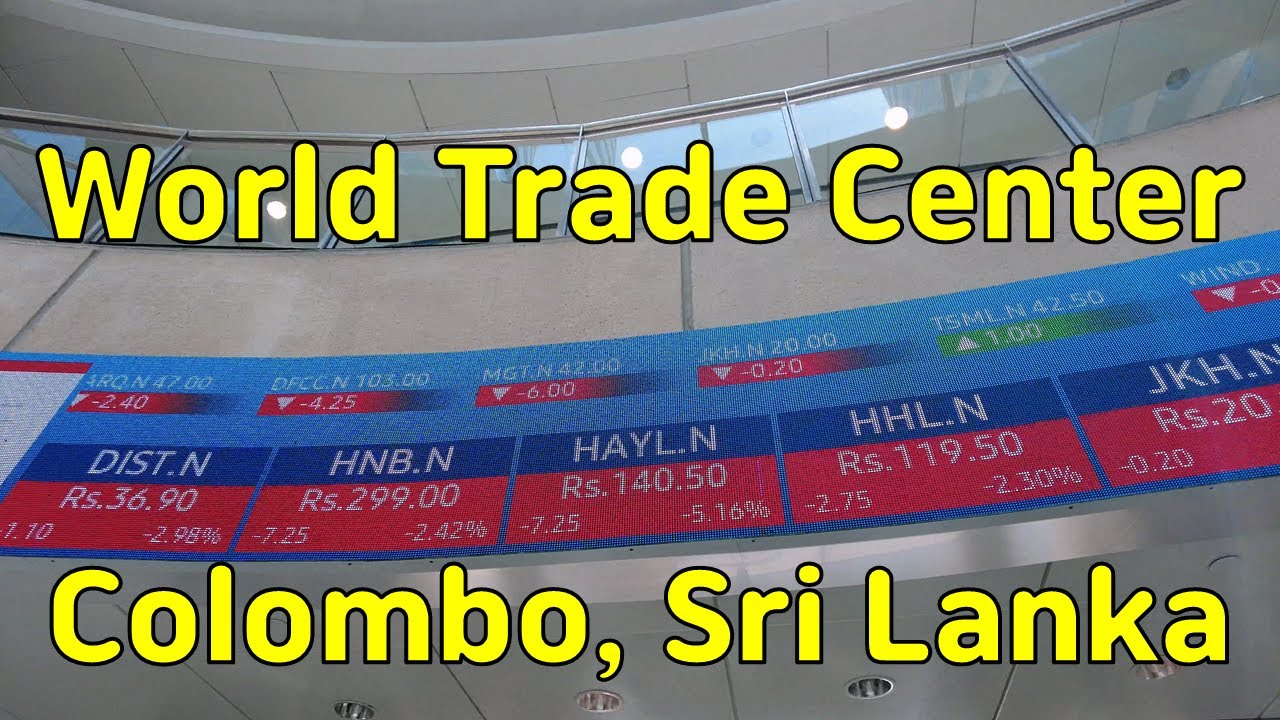 World Trade Center
ARQ.N 47.00 DFCC.N 103.00 MGT.N 42.00 JKH.N 20.00 TSML.N 42.50 WIND
-2.40 -4.25 -6.00 -0.20 1.00 -0
DIST.N HNB.N HAYL.N HHL.N JKH.N
Rs.36.90 Rs.299.00 Rs.140.50 Rs.119.50 Rs.20
-1.10 -2.98% -7.25 -2.42% -7.25 -5.16% -2.75 -2.30% -0.20
Colombo, Sri Lanka